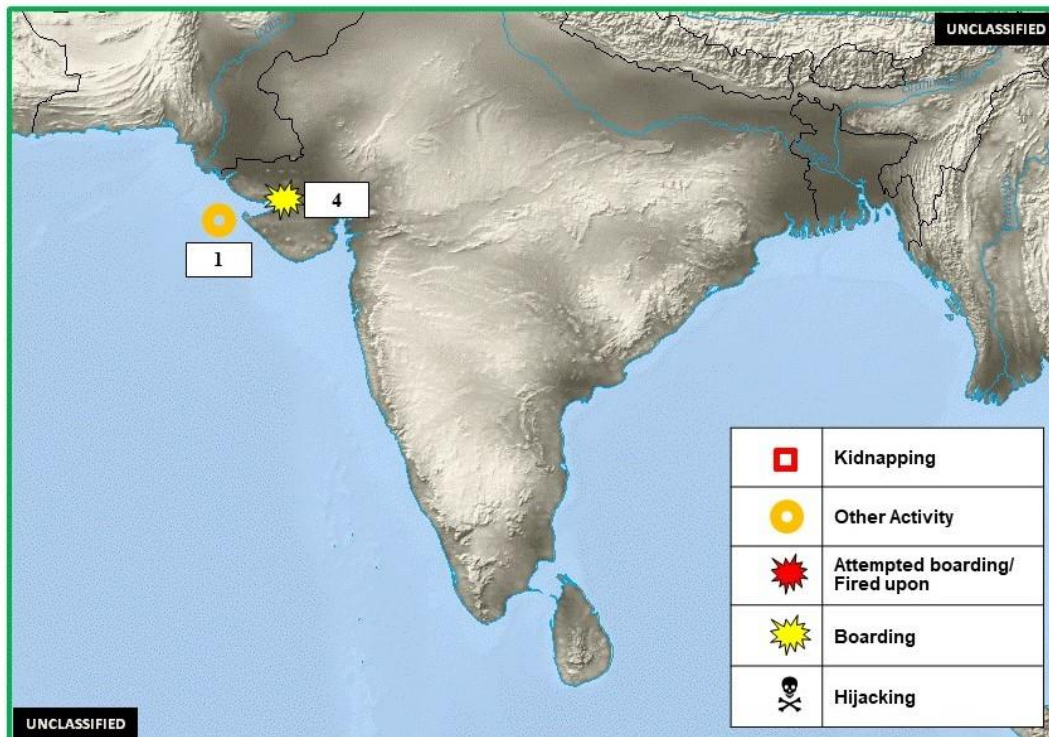 UNCLASSIFIED
4
1
Kidnapping
Other Activity
Attempted boarding/
Fired upon
Boarding
Hijacking
UNCLASSIFIED